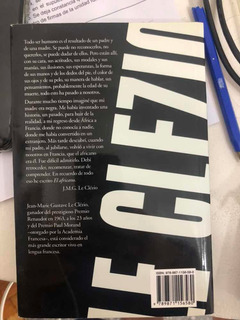 Todo ser humano es el resultado de un padre y
de una madre. Se puede no reconocerlos, no
quererlos, se puede dudar de ellos. Pero están allí,
con su cara, sus actitudes, sus modales y sus
manías, sus ilusiones, sus esperanzas, la forma de
sus manos y de los dedos del pie, el color de
sus ojos y de su pelo, su manera de hablar, sus
pensamientos, probablemente la edad de su muerte,
todo esto ha pasado a nosotros.
Durante mucho tiempo imaginé que mi
madre era negra. Me había inventado una
historia, un pasado, para huir de la
realidad, a mi regreso desde África a
Francia, donde no conocía a nadie,
donde me había convertido en un
extranjero. Más tarde descubrí, cuando
mi padre, al jubilarse, volvió a vivir con
nosotros en Francia, que el africano era
él. Fue difícil admitirlo. Debí
retroceder, recomenzar, tratar de
comprender. En recuerdo de todo
eso he escrito El africano.
J.M.G. Le Clézio
Jean-Marie Gustave Le Clézio,
ganador del prestigioso Premio
Renaudot en 1963, a los 23 años
y del Premio Paul Morand
-otorgado por la Academia
Francesa-, está considerado el
más grande escritor vivo en
lengua francesa.
LE CLEZIO